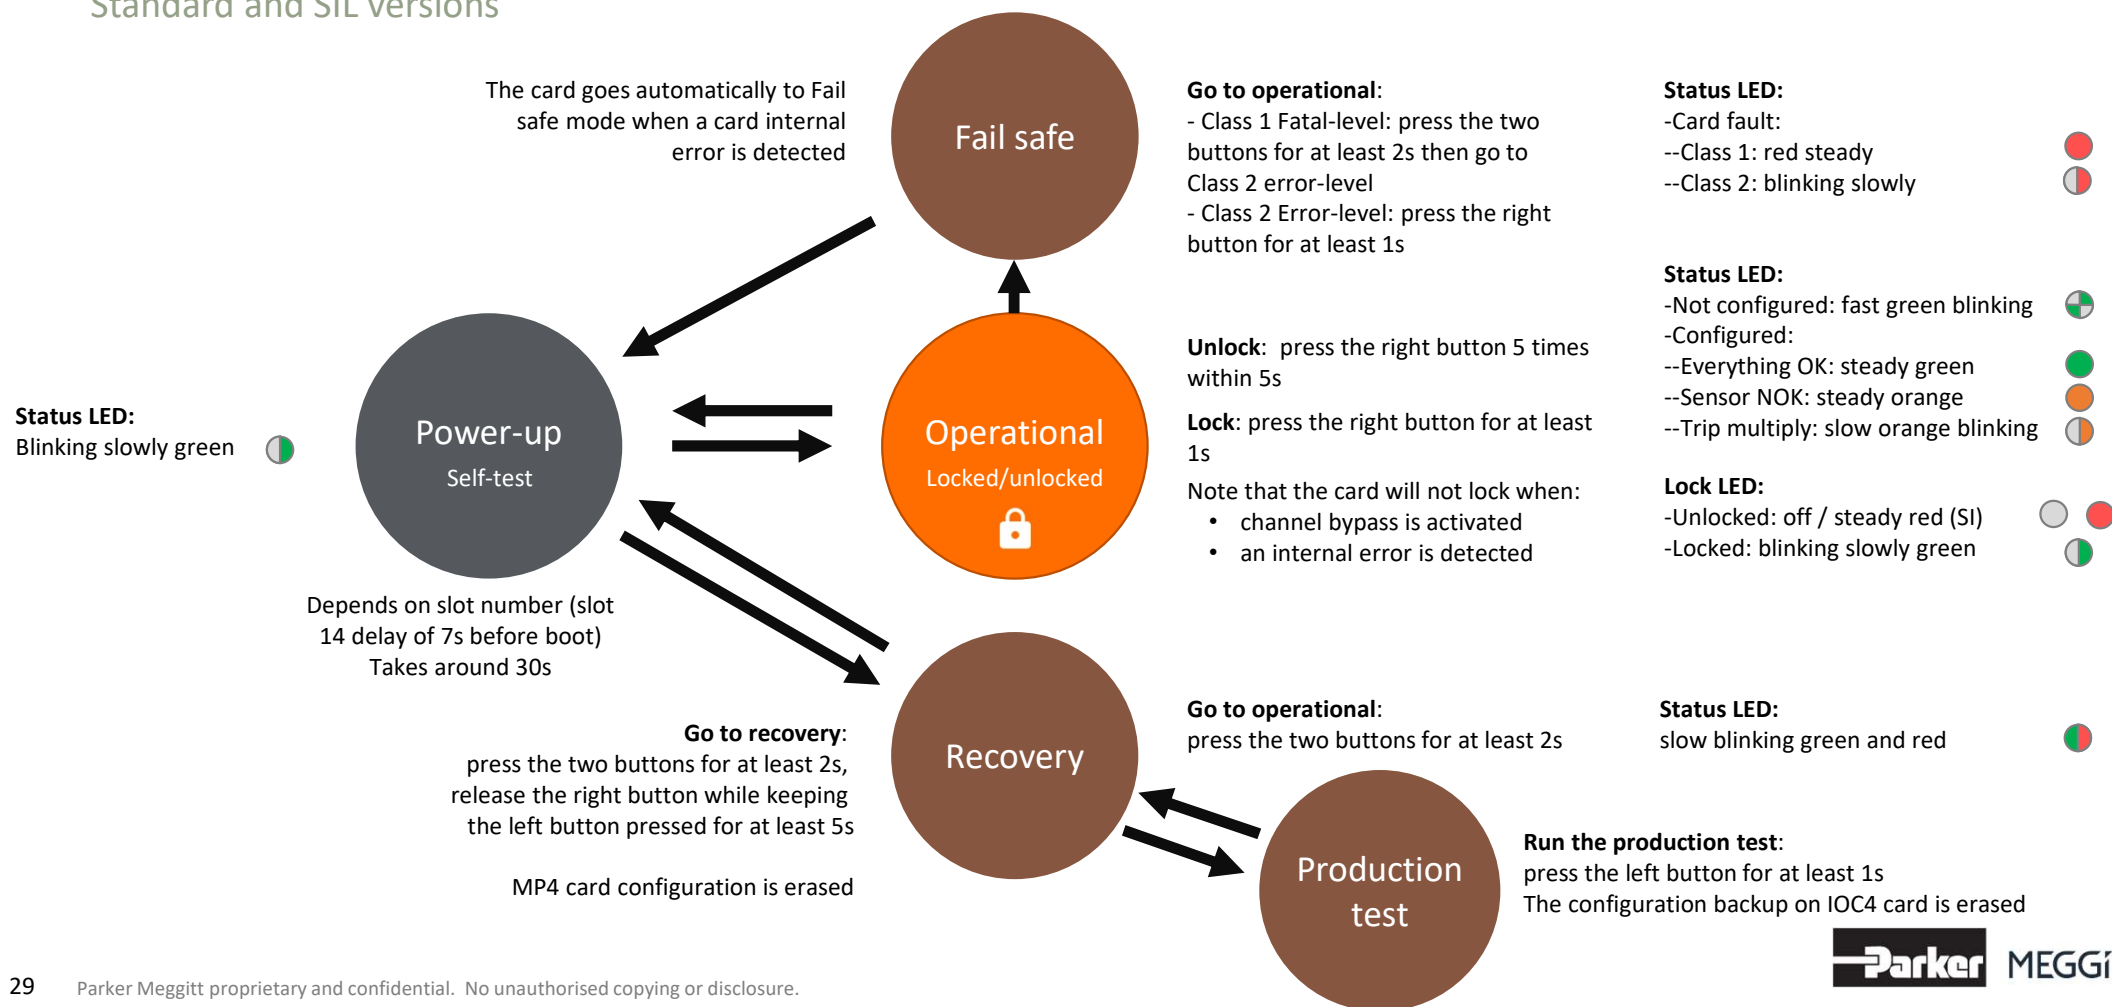 Standard and SIL versions
The card goes automatically to Fail
safe mode when a card internal
error is detected
Fail safe
Go to operational:
- Class 1 Fatal-level: press the two
buttons for at least 2s then go to
Class 2 error-level
- Class 2 Error-level: press the right
button for at least 1s
Status LED:
-Card fault:
--Class 1: red steady
--Class 2: blinking slowly
Status LED:
Blinking slowly green
Power-up
Self-test
Depends on slot number (slot
14 delay of 7s before boot)
Takes around 30s
Operational
Locked/unlocked
Unlock:  press the right button 5 times
within 5s
Lock: press the right button for at least
1s
Note that the card will not lock when:
• channel bypass is activated
• an internal error is detected
Status LED:
-Not configured: fast green blinking
-Configured:
--Everything OK: steady green
--Sensor NOK: steady orange
--Trip multiply: slow orange blinking
Lock LED:
-Unlocked: off / steady red (SI)
-Locked: blinking slowly green
Go to recovery:
press the two buttons for at least 2s,
release the right button while keeping
the left button pressed for at least 5s
MP4 card configuration is erased
Recovery
Go to operational:
press the two buttons for at least 2s
Status LED:
slow blinking green and red
Production
test
Run the production test:
press the left button for at least 1s
The configuration backup on IOC4 card is erased
Parker MEGGI
29 Parker Meggitt proprietary and confidential. No unauthorised copying or disclosure.